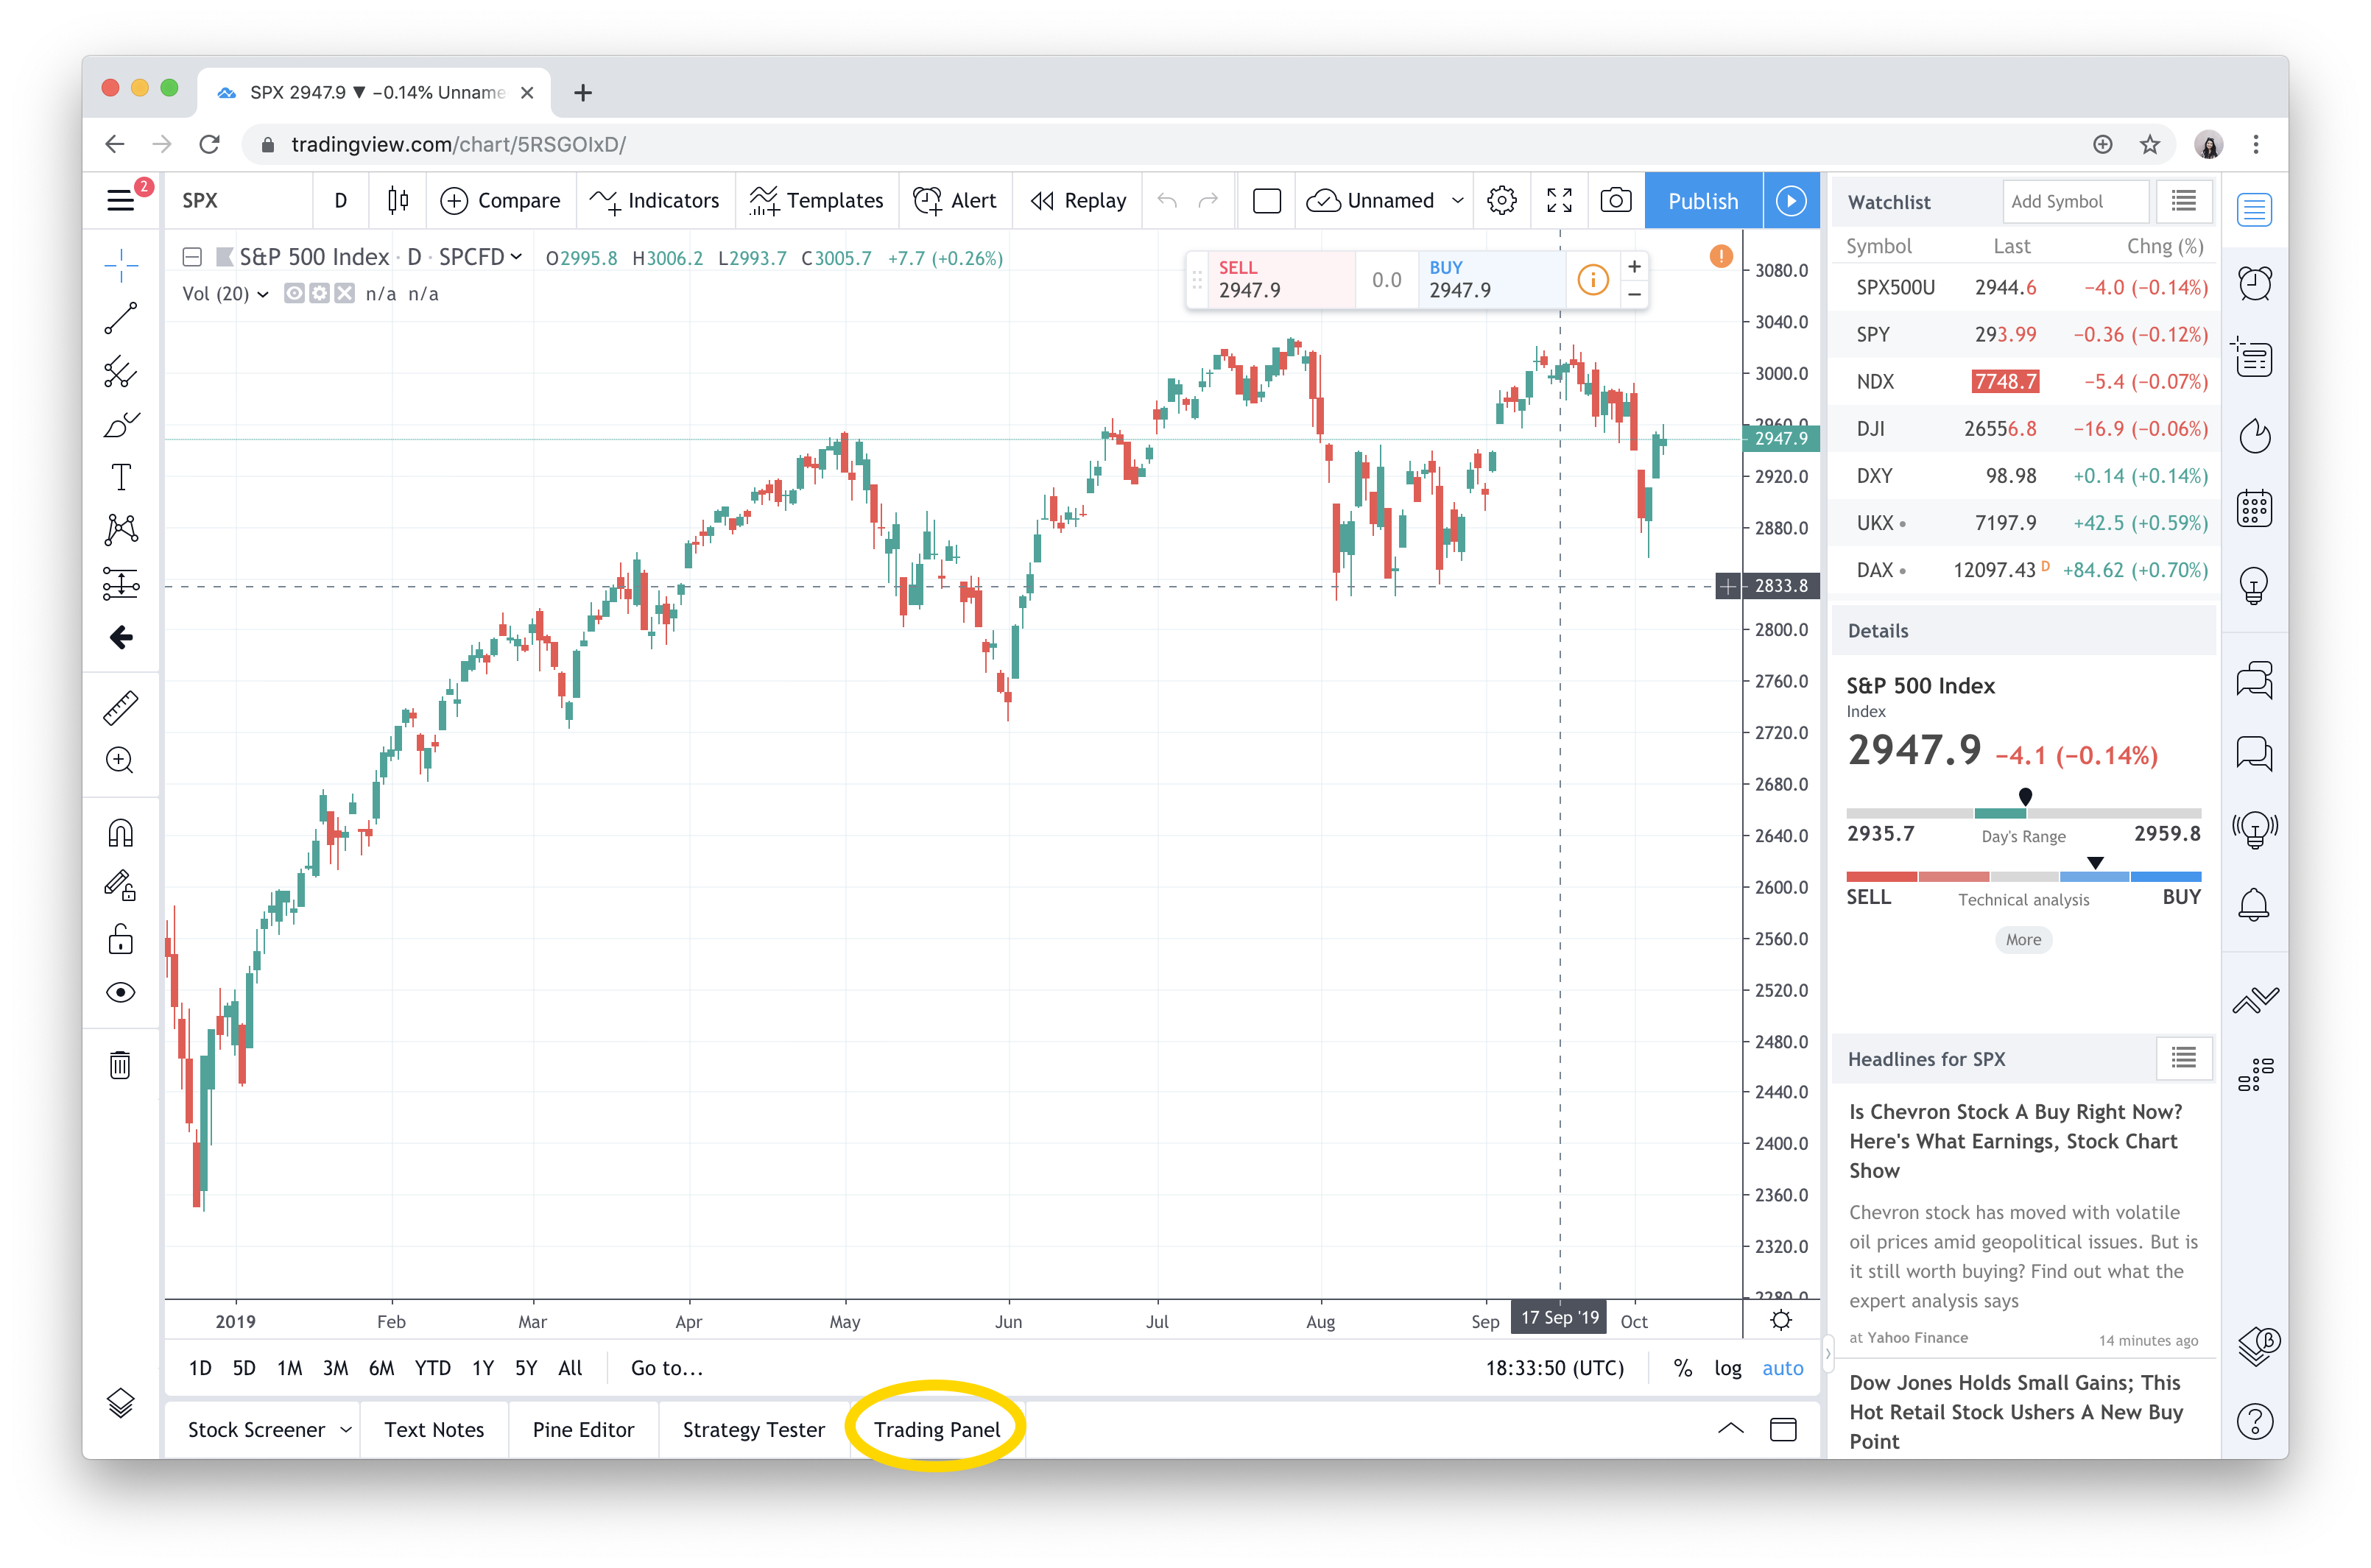 SPX 2947.9 ▼ −0.14% Unname
tradingview.com/chart/5RSGOIxD/
2
SPX
D
Compare
Indicators
Templates
Alert
Replay
Unnamed
Publish
S&P 500 Index · D · SPCFD
O2995.8 H3006.2 L2993.7 C3005.7 +7.7 (+0.26%)
Vol (20) n/a n/a
SELL
2947.9
0.0
BUY
2947.9
3080.0
3040.0
3000.0
2960.0
2947.9
2920.0
2880.0
2833.8
2800.0
2760.0
2720.0
2680.0
2640.0
2600.0
2560.0
2520.0
2480.0
2440.0
2400.0
2360.0
2320.0
2280.0
2019 Feb Mar Apr May Jun Jul Aug Sep 17 Sep '19 Oct
1D 5D 1M 3M 6M YTD 1Y 5Y All Go to...
18:33:50 (UTC) % log auto
Stock Screener
Text Notes
Pine Editor
Strategy Tester
Trading Panel
Watchlist Add Symbol
Symbol Last Chng (%)
SPX500U 2944.6 −4.0 (−0.14%)
SPY 293.99 −0.36 (−0.12%)
NDX 7748.7 −5.4 (−0.07%)
DJI 26556.8 −16.9 (−0.06%)
DXY 98.98 +0.14 (+0.14%)
UKX 7197.9 +42.5 (+0.59%)
DAX 12097.43 D +84.62 (+0.70%)
Details
S&P 500 Index
Index
2947.9 −4.1 (−0.14%)
2935.7 Day's Range 2959.8
SELL Technical analysis BUY
More
Headlines for SPX
Is Chevron Stock A Buy Right Now?
Here's What Earnings, Stock Chart
Show
Chevron stock has moved with volatile
oil prices amid geopolitical issues. But is
it still worth buying? Find out what the
expert analysis says
at Yahoo Finance 14 minutes ago
Dow Jones Holds Small Gains; This
Hot Retail Stock Ushers A New Buy
Point